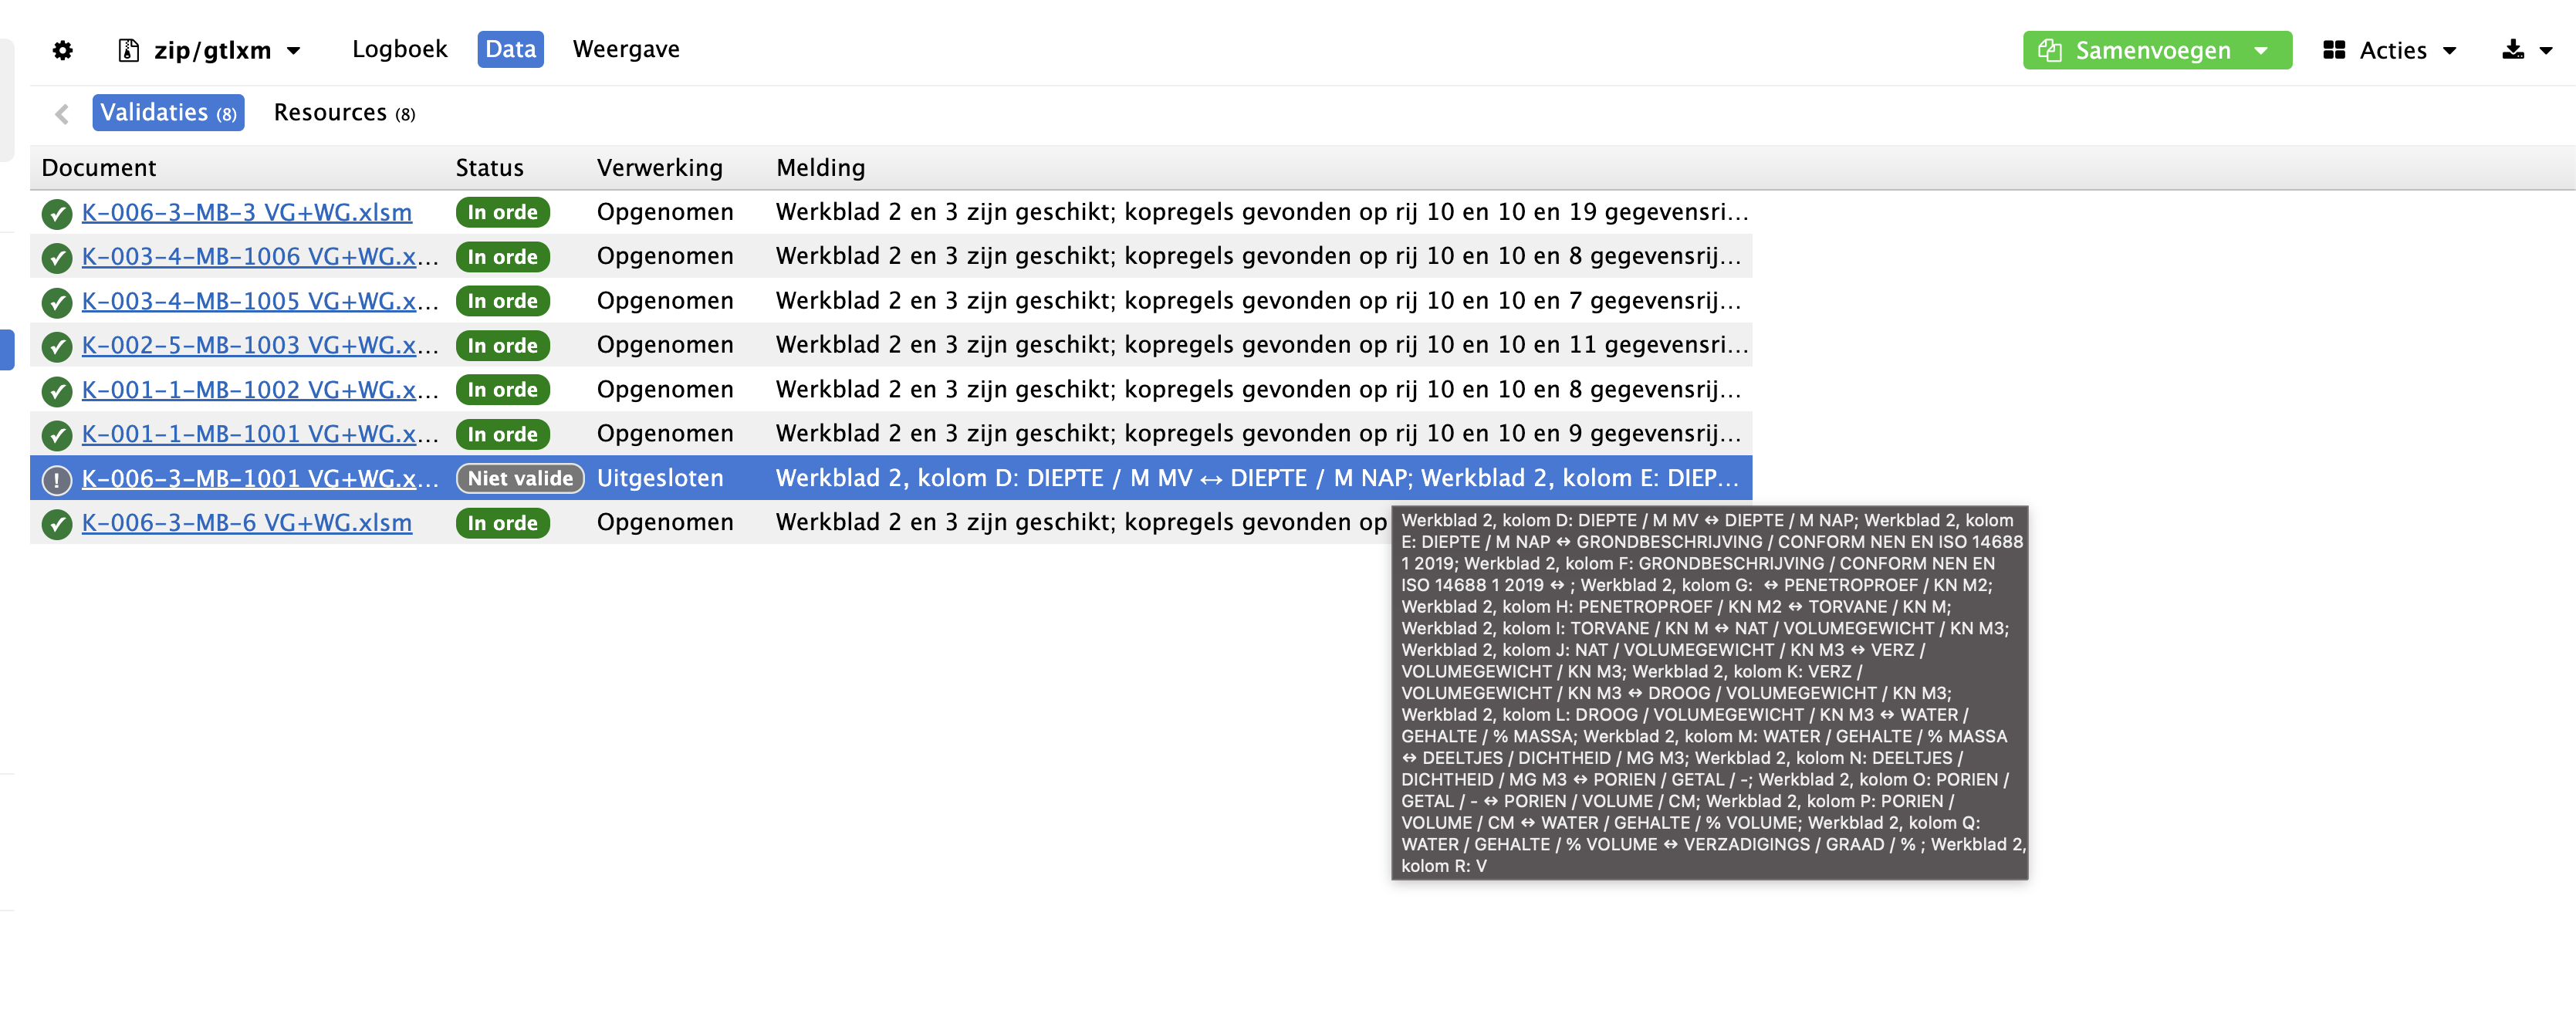 zip/gtlxm Logboek Data Weergave Samenvoegen Acties
Validaties (8) Resources (8)
Document Status Verwerking Melding
K-006-3-MB-3 VG+WG.xlsm In orde Opgenomen Werkblad 2 en 3 zijn geschikt; kopregels gevonden op rij 10 en 10 en 19 gegevensri...
K-003-4-MB-1006 VG+WG.x... In orde Opgenomen Werkblad 2 en 3 zijn geschikt; kopregels gevonden op rij 10 en 10 en 8 gegevensrij...
K-003-4-MB-1005 VG+WG.x... In orde Opgenomen Werkblad 2 en 3 zijn geschikt; kopregels gevonden op rij 10 en 10 en 7 gegevensrij...
K-002-5-MB-1003 VG+WG.x... In orde Opgenomen Werkblad 2 en 3 zijn geschikt; kopregels gevonden op rij 10 en 10 en 11 gegevensri...
K-001-1-MB-1002 VG+WG.x... In orde Opgenomen Werkblad 2 en 3 zijn geschikt; kopregels gevonden op rij 10 en 10 en 8 gegevensrij...
K-001-1-MB-1001 VG+WG.x... In orde Opgenomen Werkblad 2 en 3 zijn geschikt; kopregels gevonden op rij 10 en 10 en 9 gegevensrij...
K-006-3-MB-1001 VG+WG.x... Niet valide Uitgesloten Werkblad 2, kolom D: DIEPTE / M MV ↔ DIEPTE / M NAP; Werkblad 2, kolom E: DIEP...
K-006-3-MB-6 VG+WG.xlsm In orde Opgenomen Werkblad 2 en 3 zijn geschikt; kopregels gevonden op
Werkblad 2, kolom D: DIEPTE / M MV ↔ DIEPTE / M NAP; Werkblad 2, kolom
E: DIEPTE / M NAP ↔ GRONDBESCHRIJVING / CONFORM NEN EN ISO 14688
1 2019; Werkblad 2, kolom F: GRONDBESCHRIJVING / CONFORM NEN EN
ISO 14688 1 2019 ↔ ; Werkblad 2, kolom G:  ↔ PENETROPROEF / KN M2;
Werkblad 2, kolom H: PENETROPROEF / KN M2 ↔ TORVANE / KN M;
Werkblad 2, kolom I: TORVANE / KN M ↔ NAT / VOLUMEGEWICHT / KN M3;
Werkblad 2, kolom J: NAT / VOLUMEGEWICHT / KN M3 ↔ VERZ /
VOLUMEGEWICHT / KN M3; Werkblad 2, kolom K: VERZ /
VOLUMEGEWICHT / KN M3 ↔ DROOG / VOLUMEGEWICHT / KN M3;
Werkblad 2, kolom L: DROOG / VOLUMEGEWICHT / KN M3 ↔ WATER /
GEHALTE / % MASSA; Werkblad 2, kolom M: WATER / GEHALTE / % MASSA
↔ DEELTJES / DICHTHEID / MG M3; Werkblad 2, kolom N: DEELTJES /
DICHTHEID / MG M3 ↔ PORIEN / GETAL / -; Werkblad 2, kolom O: PORIEN /
GETAL / - ↔ PORIEN / VOLUME / CM; Werkblad 2, kolom P: PORIEN /
VOLUME / CM ↔ WATER / GEHALTE / % VOLUME; Werkblad 2, kolom Q:
WATER / GEHALTE / % VOLUME ↔ VERZADIGINGS / GRAAD / % ; Werkblad 2,
kolom R: V